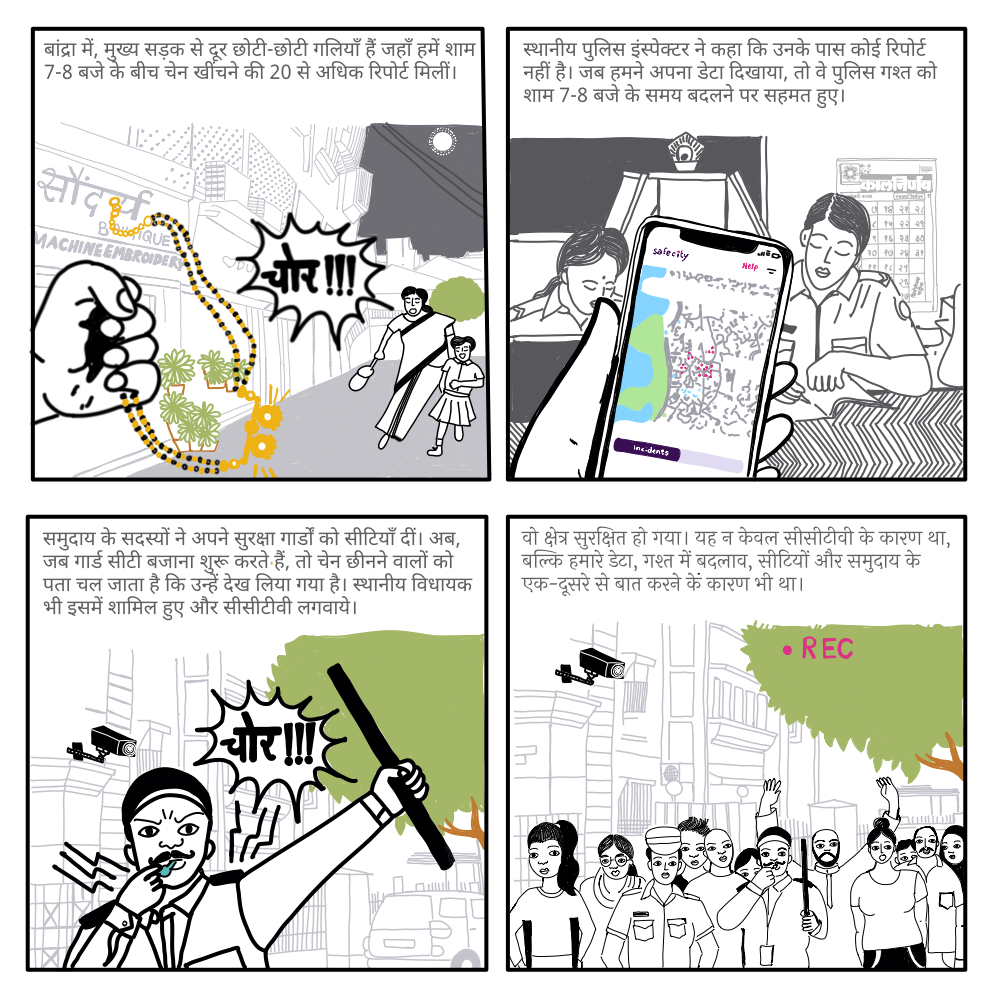 बांद्रा में, मुख्य सड़क से दूर छोटी-छोटी गलियाँ हैं जहाँ हमें शाम
7-8 बजे के बीच चेन खींचने की 20 से अधिक रिपोर्ट मिलीं।
सौंदर्य
MACHINE EMBROIDERY
चोर!!!
स्थानीय पुलिस इंस्पेक्टर ने कहा कि उनके पास कोई रिपोर्ट
नहीं है। जब हमने अपना डेटा दिखाया, तो वे पुलिस गश्त को
शाम 7-8 बजे के समय बदलने पर सहमत हुए।
कालनिर्णय
safecity
Help
Incidents
समुदाय के सदस्यों ने अपने सुरक्षा गार्डों को सीटियाँ दीं। अब,
जब गार्ड सीटी बजाना शुरू करते हैं, तो चेन छीनने वालों को
पता चल जाता है कि उन्हें देख लिया गया है। स्थानीय विधायक
भी इसमें शामिल हुए और सीसीटीवी लगवाये।
चोर!!!
वो क्षेत्र सुरक्षित हो गया। यह न केवल सीसीटीवी के कारण था,
बल्कि हमारे डेटा, गश्त में बदलाव, सीटियों और समुदाय के
एक-दूसरे से बात करने के कारण भी था।
REC